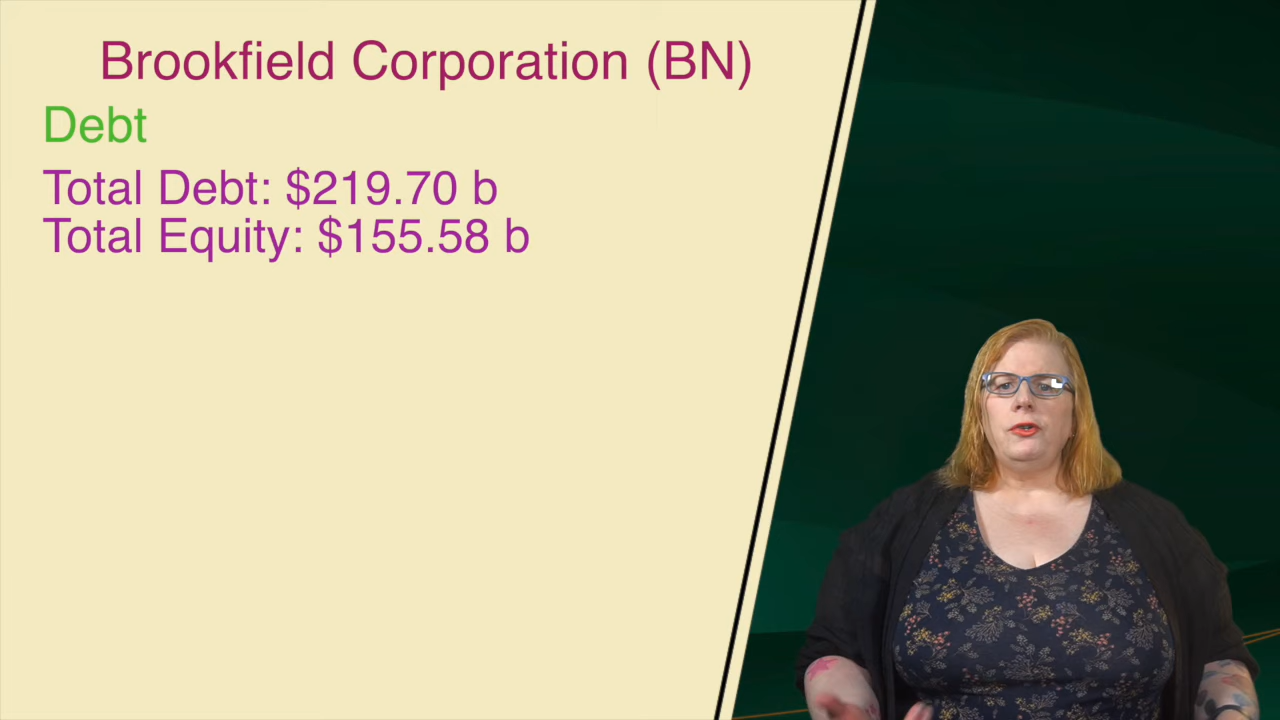 Brookfield Corporation (BN)
Debt
Total Debt: $219.70 b
Total Equity: $155.58 b